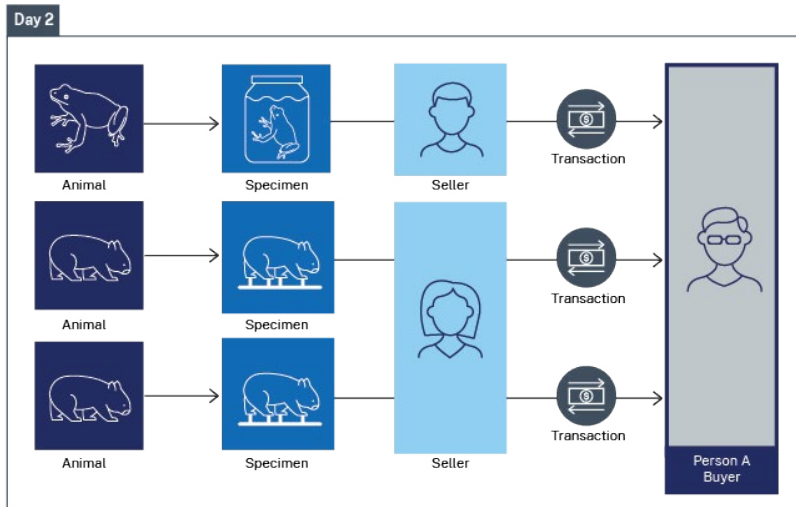 Day 2
Animal
Specimen
Seller
Transaction
Animal
Specimen
Transaction
Animal
Specimen
Seller
Transaction
Person A
Buyer
$
$
$